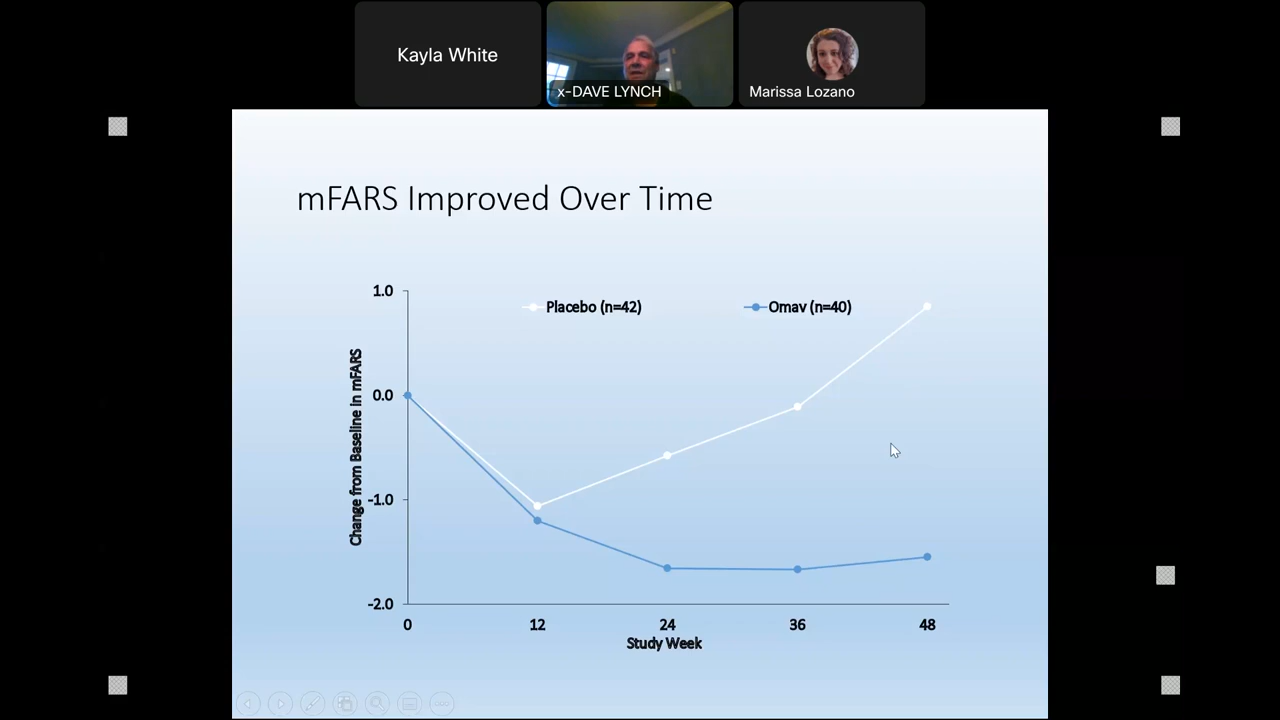 Kayla White
x-DAVE LYNCH
Marissa Lozano
mFARS Improved Over Time
1.0
0.0
-1.0
-2.0
Change from Baseline in mFARS
Placebo (n=42)
Omav (n=40)
0
12
24
36
48
Study Week